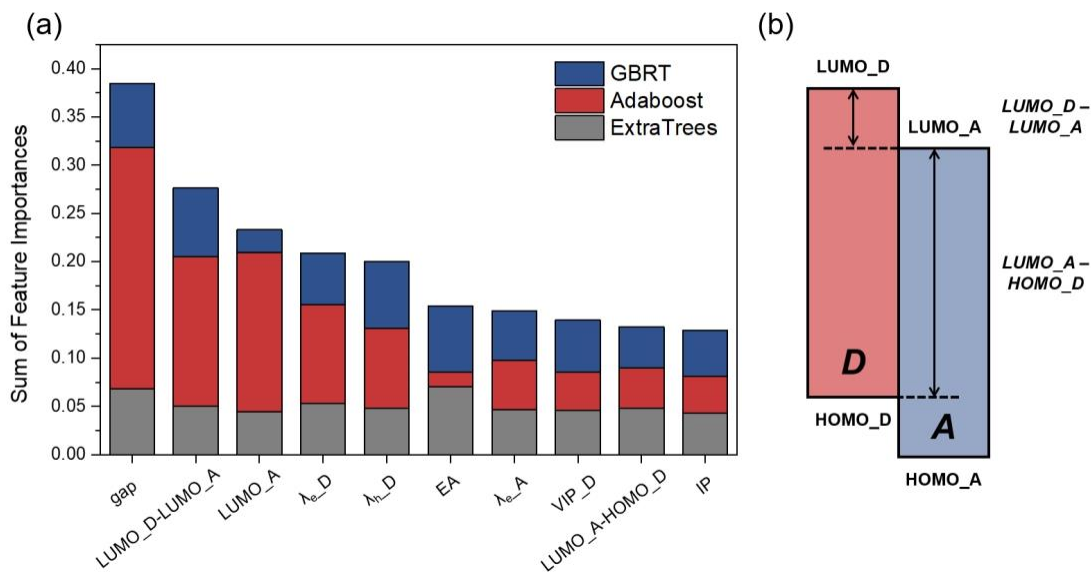 (a)
Sum of Feature Importances
0.40
0.35
0.30
0.25
0.20
0.15
0.10
0.05
0.00
GBRT
Adaboost
ExtraTrees
gap
LUMO_D-LUMO_A
LUMO_A
λₑ_D
λₕ_D
EA
λₑ_A
VIP_D
LUMO_A-HOMO_D
IP
(b)
LUMO_D
LUMO_A
LUMO_D –
LUMO_A
LUMO_A –
HOMO_D
D
HOMO_D
A
HOMO_A